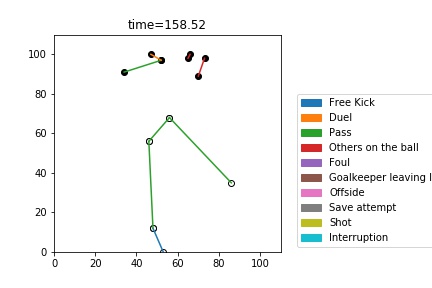 time=158.52
100
80
60
40
20
0
0 20 40 60 80 100
Free Kick
Duel
Pass
Others on the ball
Foul
Goalkeeper leaving l
Offside
Save attempt
Shot
Interruption